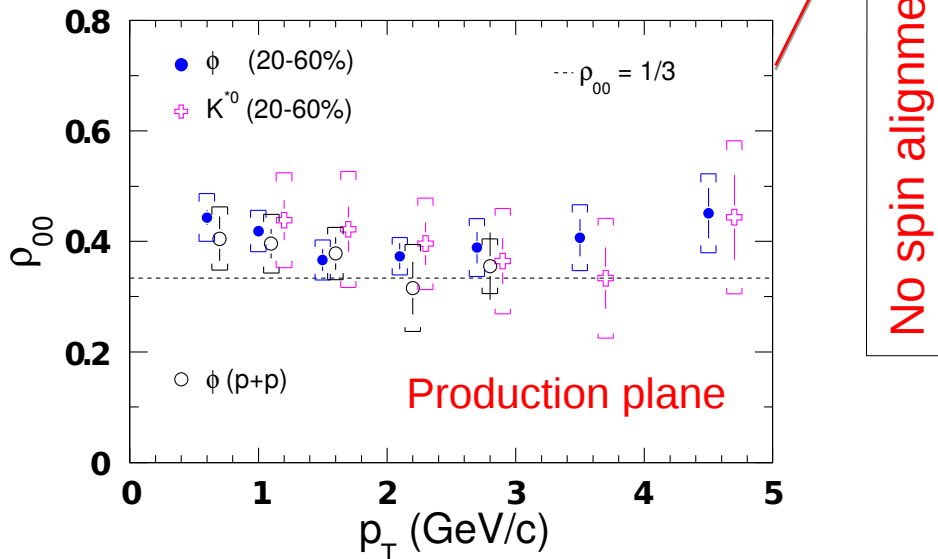 0.8
ϕ (20-60%)
K*0 (20-60%)
ρ00 = 1/3
0.6
0.4
0.2
0
ρ00
ϕ (p+p)
Production plane
0 1 2 3 4 5
pT (GeV/c)
No spin